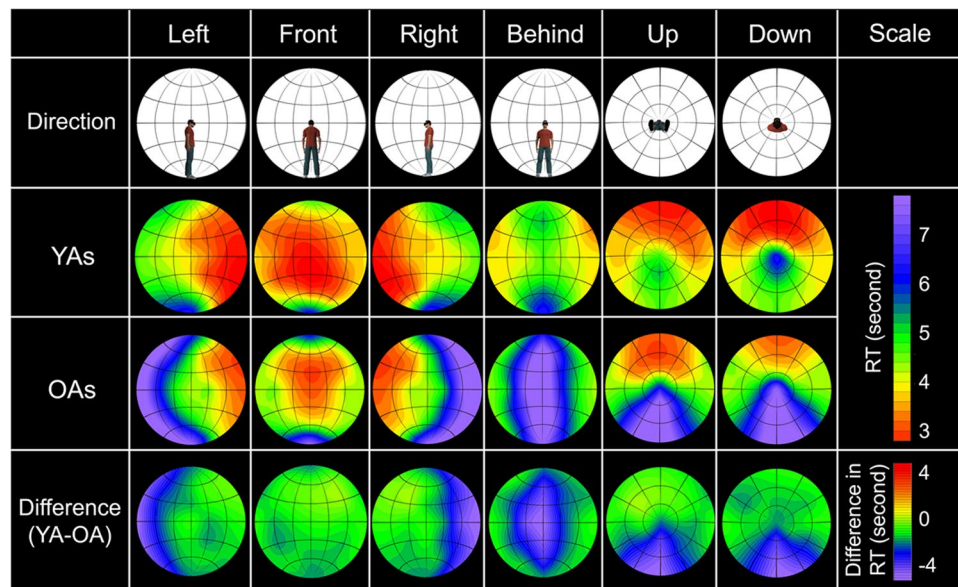 Left Front Right Behind Up Down Scale
Direction
YAs
OAs
Difference
(YA-OA)
7
6
5
4
3
RT (second)
4
0
-4
Difference in
RT (second)